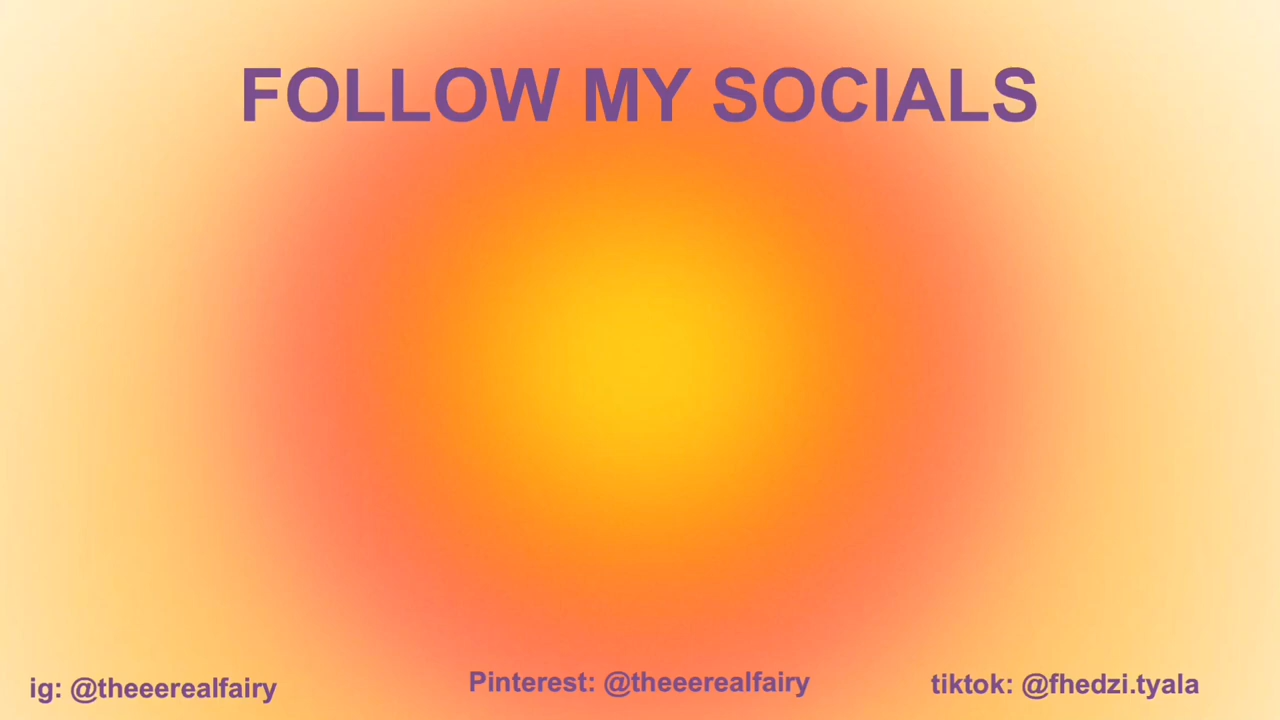 FOLLOW MY SOCIALS
ig: @theeerealfairy
Pinterest: @theeerealfairy
tiktok: @fhedzi.tyala